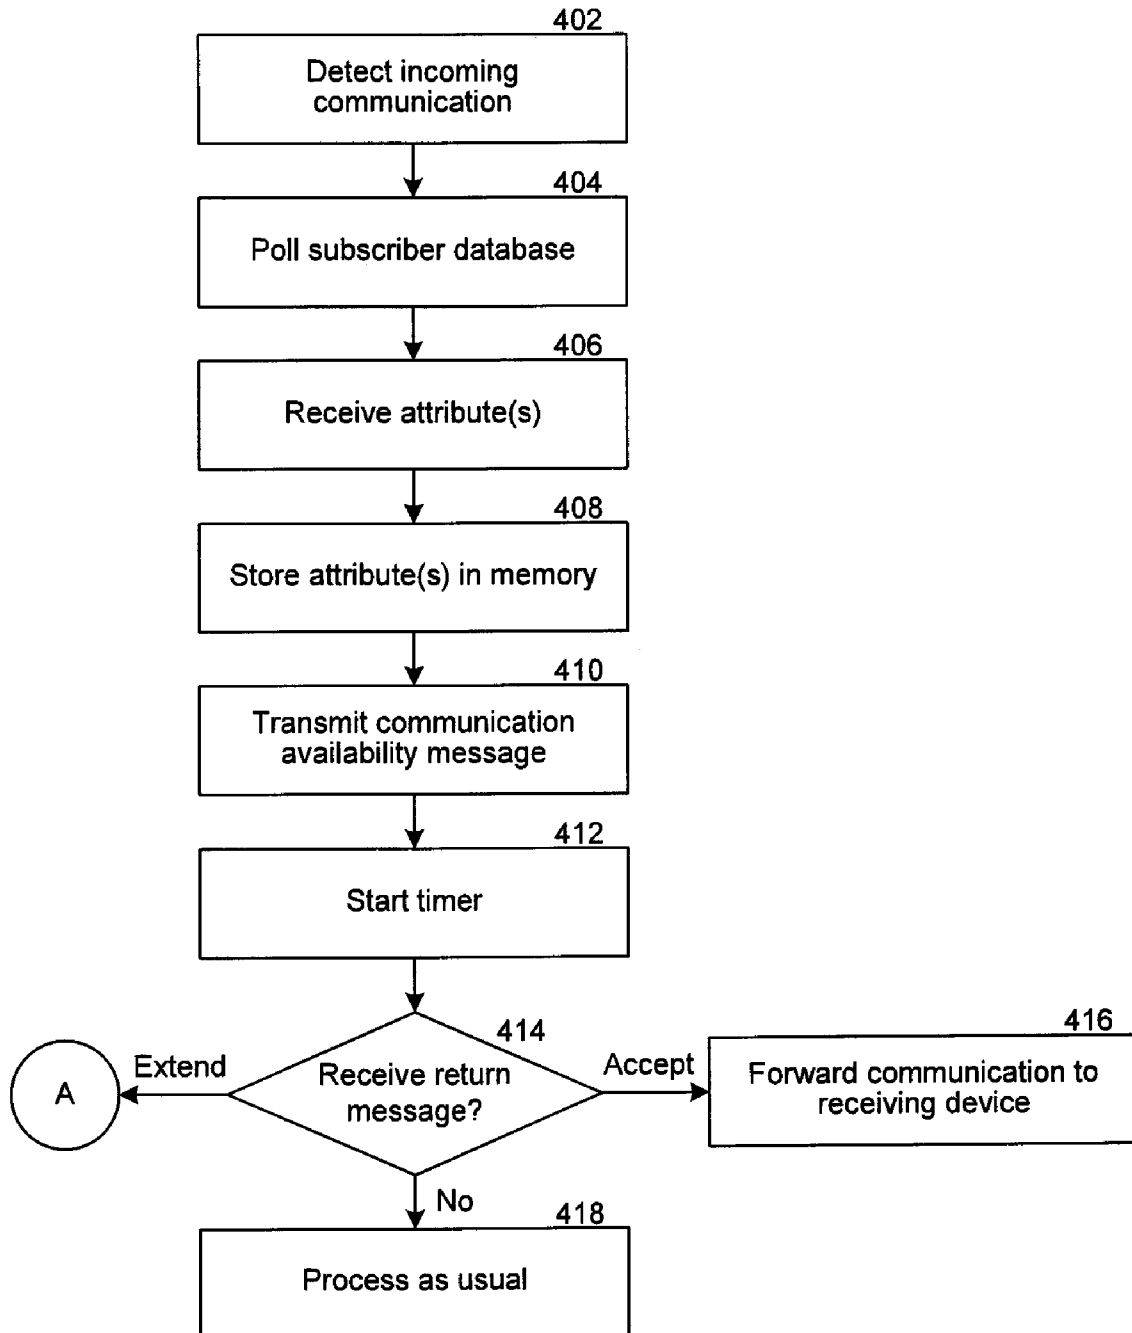 402
Detect incoming
communication
404
Poll subscriber database
406
Receive attribute(s)
408
Store attribute(s) in memory
410
Transmit communication
availability message
412
Start timer
414
Receive return
message?
Extend
A
Accept
416
Forward communication to
receiving device
No
418
Process as usual